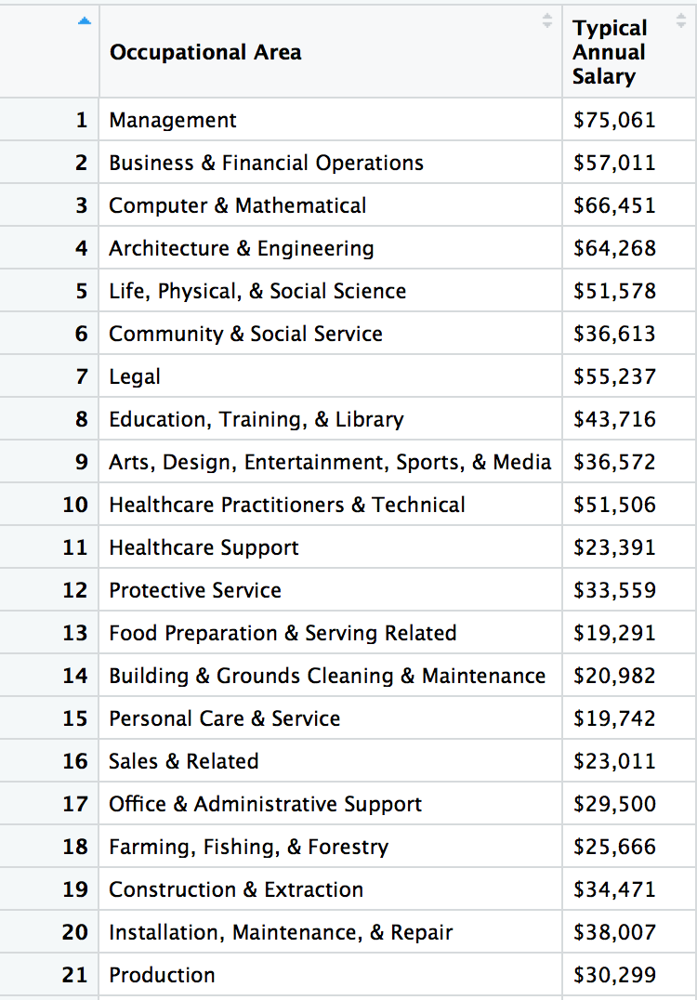 Occupational Area Typical Annual Salary
1 Management $75,061
2 Business & Financial Operations $57,011
3 Computer & Mathematical $66,451
4 Architecture & Engineering $64,268
5 Life, Physical, & Social Science $51,578
6 Community & Social Service $36,613
7 Legal $55,237
8 Education, Training, & Library $43,716
9 Arts, Design, Entertainment, Sports, & Media $36,572
10 Healthcare Practitioners & Technical $51,506
11 Healthcare Support $23,391
12 Protective Service $33,559
13 Food Preparation & Serving Related $19,291
14 Building & Grounds Cleaning & Maintenance $20,982
15 Personal Care & Service $19,742
16 Sales & Related $23,011
17 Office & Administrative Support $29,500
18 Farming, Fishing, & Forestry $25,666
19 Construction & Extraction $34,471
20 Installation, Maintenance, & Repair $38,007
21 Production $30,299